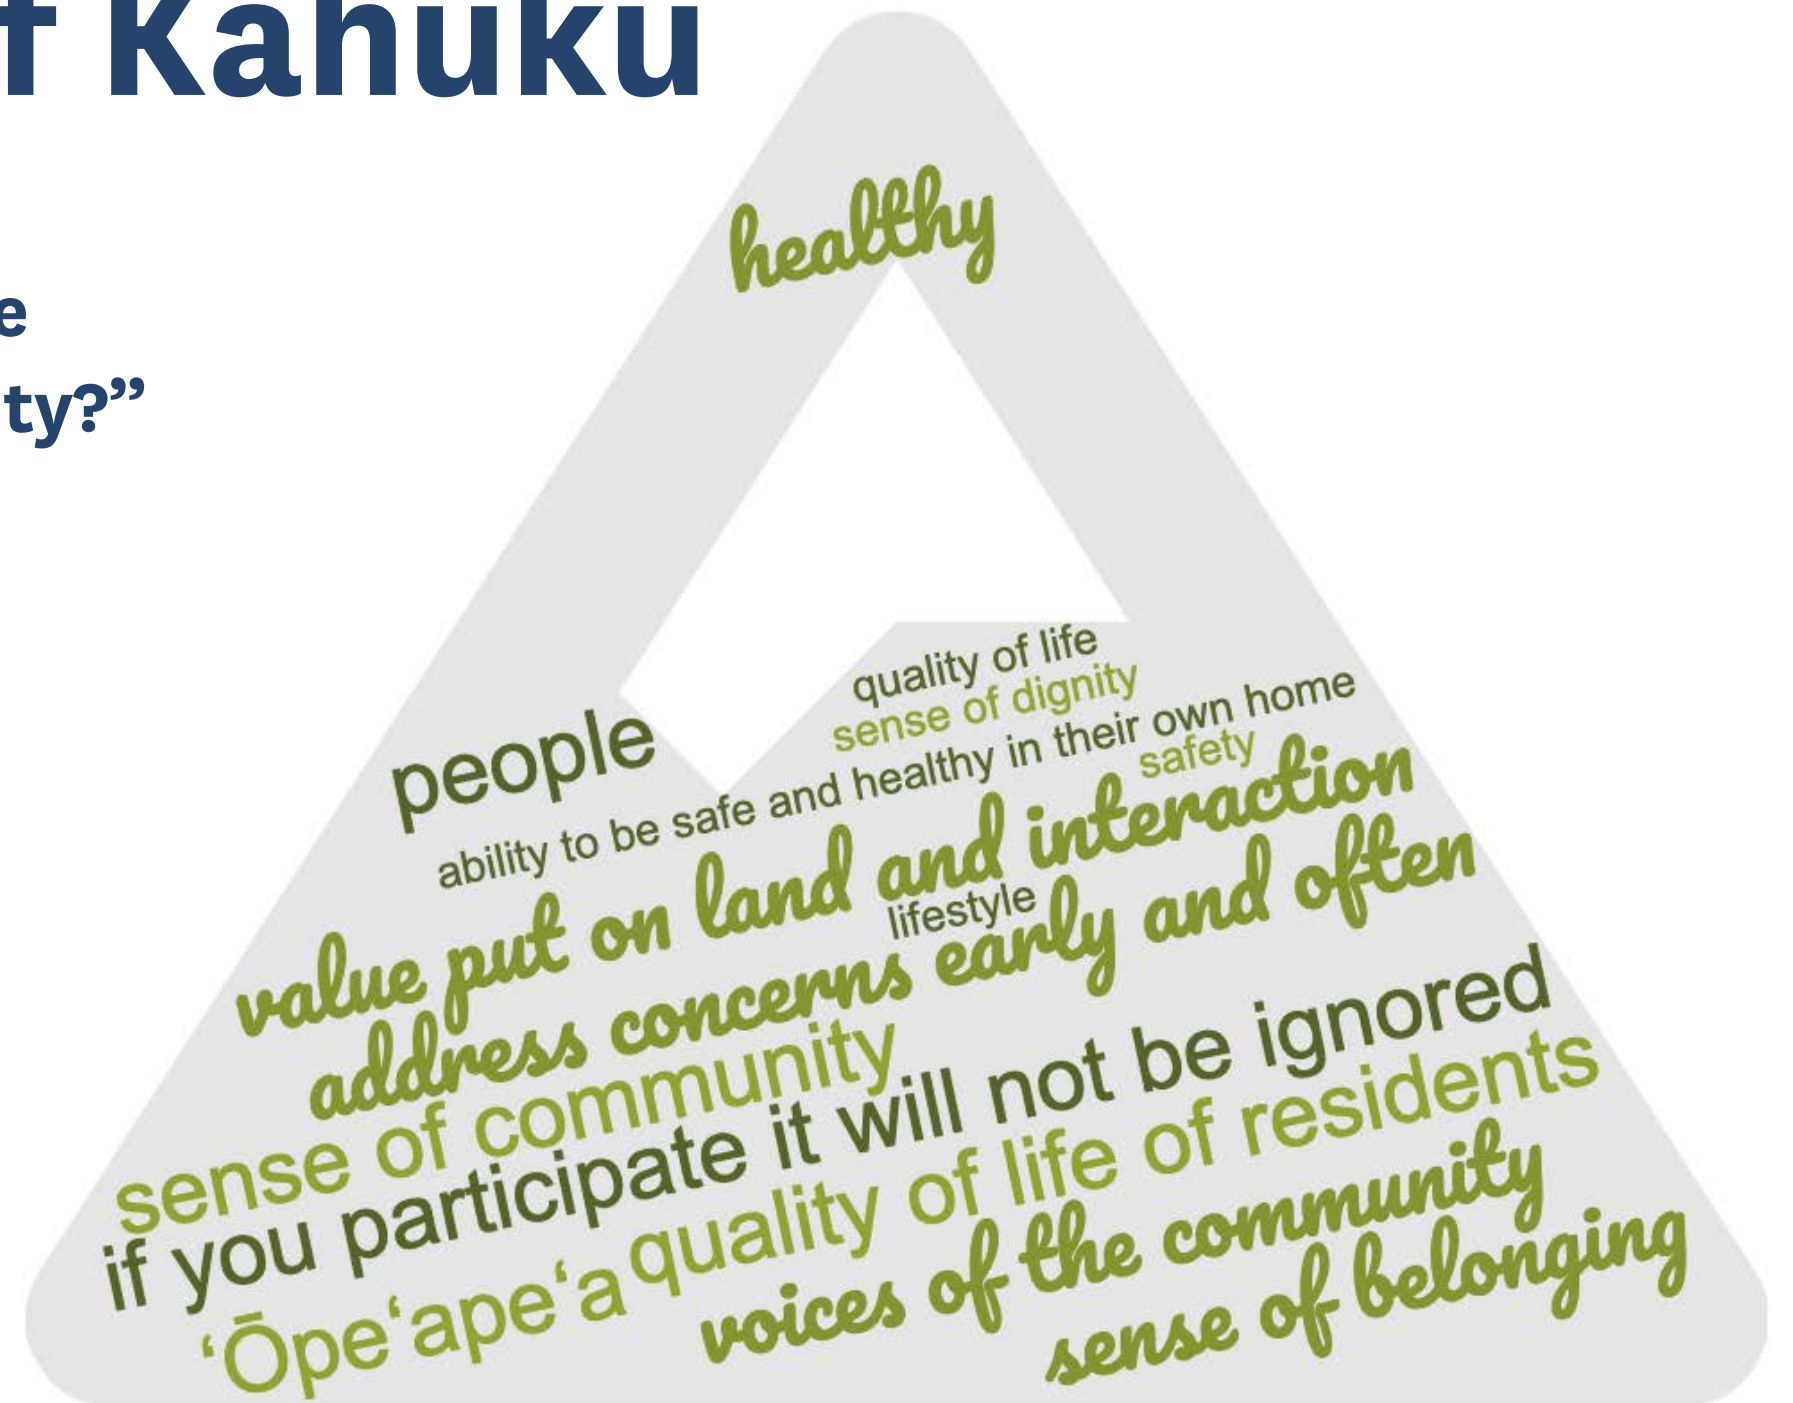 f Kahuku
healthy
e
ty?”
quality of life
sense of dignity
people
ability to be safe and healthy in their own home
safety
value put on land and interaction
lifestyle
address concerns early and often
sense of community
if you participate it will not be ignored
ʻŌpeʻapeʻa
quality of life of residents
voices of the community
sense of belonging